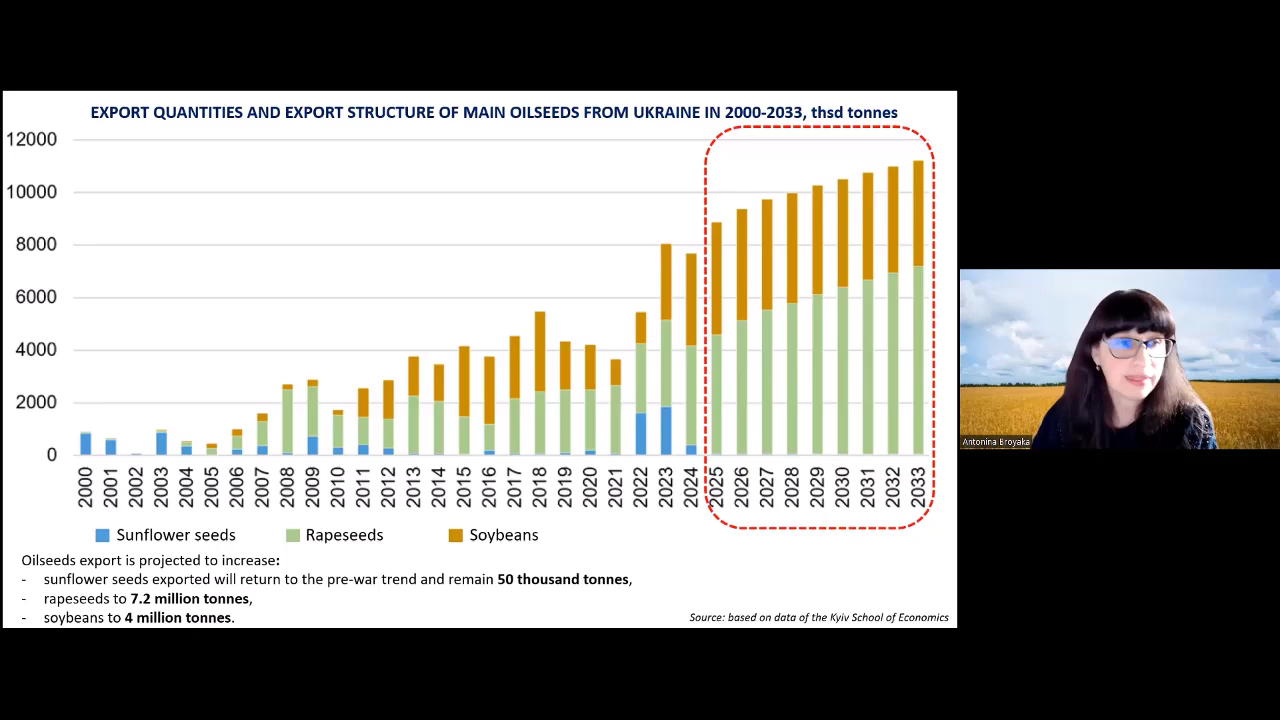 EXPORT QUANTITIES AND EXPORT STRUCTURE OF MAIN OILSEEDS FROM UKRAINE IN 2000-2033, thsd tonnes
12000
10000
8000
6000
4000
2000
0
2000 2001 2002 2003 2004 2005 2006 2007 2008 2009 2010 2011 2012 2013 2014 2015 2016 2017 2018 2019 2020 2021 2022 2023 2024 2025 2026 2027 2028 2029 2030 2031 2032 2033
Sunflower seeds Rapeseeds Soybeans
Oilseeds export is projected to increase:
- sunflower seeds exported will return to the pre-war trend and remain 50 thousand tonnes,
- rapeseeds to 7.2 million tonnes,
- soybeans to 4 million tonnes.
Source: based on data of the Kyiv School of Economics
Antonina Broyaka